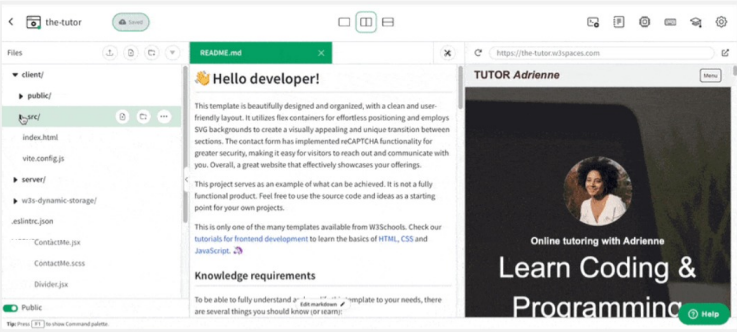 the-tutor
Saved
Files
README.md
https://the-tutor.w3spaces.com
client/
public/
src/
index.html
vite.config.js
server/
w3s-dynamic-storage/
.eslintrc.json
ContactMe.jsx
ContactMe.scss
Divider.jsx
Public
Tip: Press F1 to show Command palette.
Hello developer!
This template is beautifully designed and organized, with a clean and user-
friendly layout. It utilizes flex containers for effortless positioning and employs
SVG backgrounds to create a visually appealing and unique transition between
sections. The contact form has implemented reCAPTCHA functionality for
greater security, making it easy for visitors to reach out and communicate with
you. Overall, a great website that effectively showcases your offerings.
This project serves as an example of what can be achieved. It is not a fully
functional product. Feel free to use the source code and ideas as a starting
point for your own projects.
This is only one of the many templates available from W3Schools. Check our
tutorials for frontend development to learn the basics of HTML, CSS and
JavaScript.
Knowledge requirements
To be able to fully understand a template to your needs, there
are several things you should know (or learn):
Edit markdown
TUTOR Adrienne
Menu
Online tutoring with Adrienne
Learn Coding &
Programming
Help